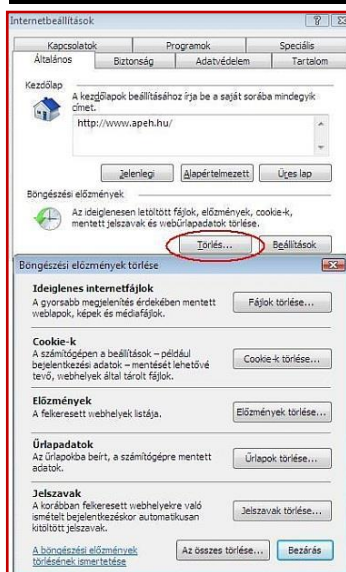 Internetbeállítások
Kapcsolatok Programok Speciális
Általános Biztonság Adatvédelem Tartalom
Kezdőlap
A kezdőlapok beállításához írja be a saját sorába mindegyik
címet.
http://www.apeh.hu/
Jelenlegi Alapértelmezett Üres lap
Böngészési előzmények
Az ideiglenesen letöltött fájlok, előzmények, cookie-k,
mentett jelszavak és webűrlapadatok törlése.
Törlés... Beállítások
Böngészési előzmények törlése
Ideiglenes internetfájlok
A gyorsabb megjelenítés érdekében mentett
weblapok, képek és médiafájlok.
Fájlok törlése...
Cookie-k
A számítógépen a beállítások – például
bejelentkezési adatok – mentését lehetővé
tevő, webhelyek által tárolt fájlok.
Cookie-k törlése...
Előzmények
A felkeresett webhelyek listája.
Előzmények törlése...
Űrlapadatok
Az űrlapokba beírt, a számítógépre mentett
adatok.
Űrlapok törlése...
Jelszavak
A korábban felkeresett webhelyekre való
ismételt bejelentkezéskor automatikusan
kitöltött jelszavak.
Jelszavak törlése...
A böngészési előzmények
törlésének ismertetése
Az összes törlése... Bezárás